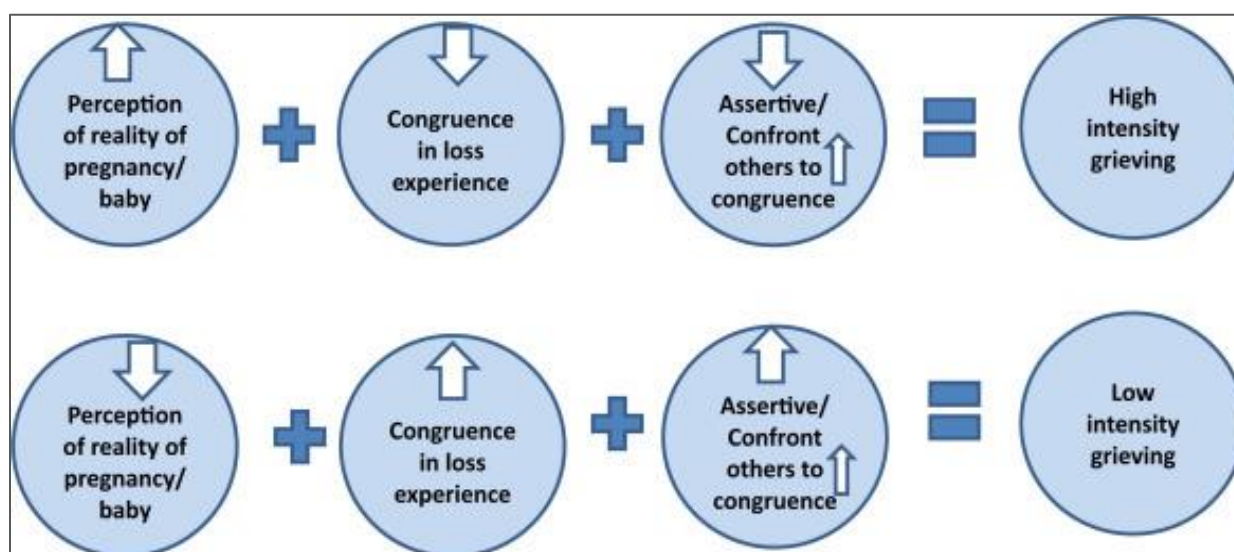 Perception
of reality of
pregnancy/
baby
Congruence
in loss
experience
Assertive/
Confront
others to
congruence
High
intensity
grieving
Perception
of reality of
pregnancy/
baby
Congruence
in loss
experience
Assertive/
Confront
others to
congruence
Low
intensity
grieving